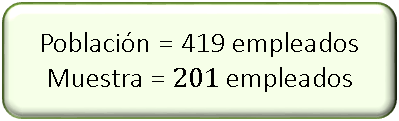 Población = 419 empleados
Muestra = 201 empleados